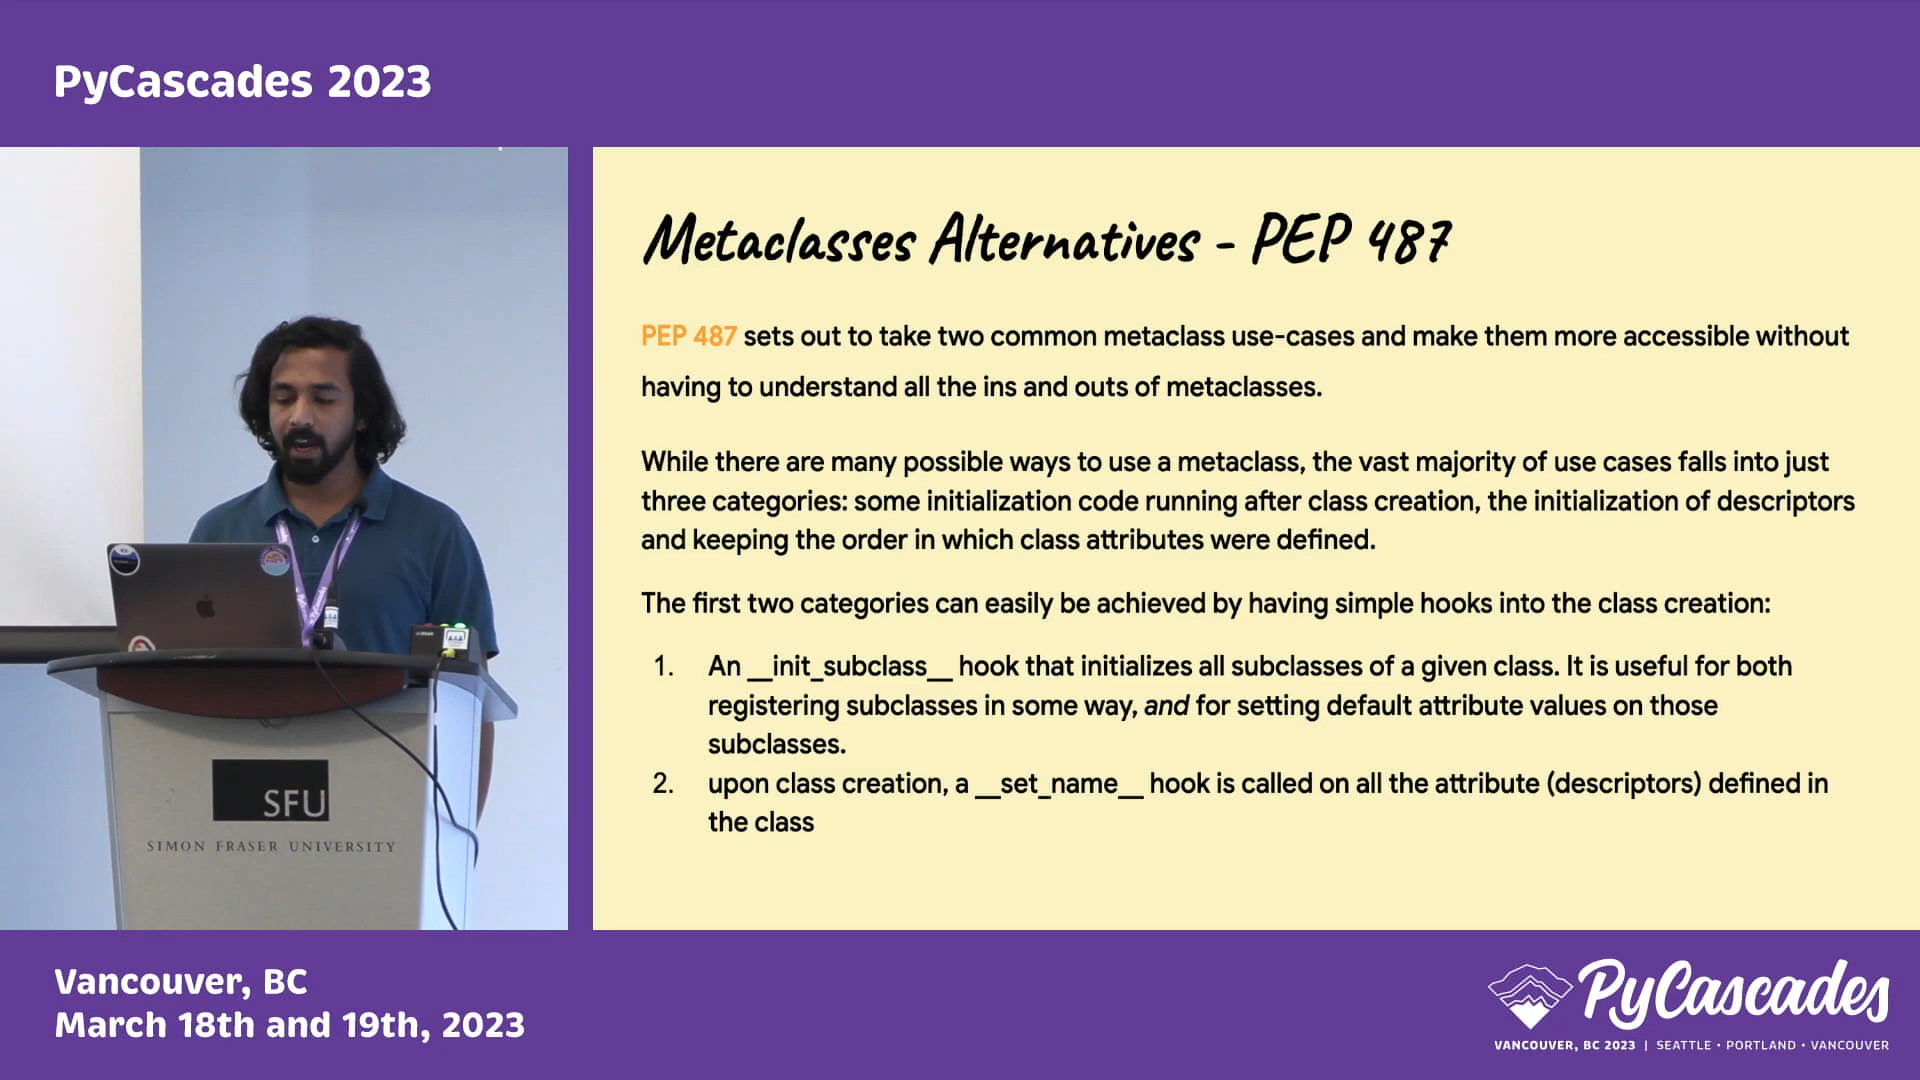 PyCascades 2023
Metaclasses Alternatives - PEP 487
PEP 487 sets out to take two common metaclass use-cases and make them more accessible without
having to understand all the ins and outs of metaclasses.
While there are many possible ways to use a metaclass, the vast majority of use cases falls into just
three categories: some initialization code running after class creation, the initialization of descriptors
and keeping the order in which class attributes were defined.
The first two categories can easily be achieved by having simple hooks into the class creation:
1. An __init_subclass__ hook that initializes all subclasses of a given class. It is useful for both
registering subclasses in some way, and for setting default attribute values on those
subclasses.
2. upon class creation, a __set_name__ hook is called on all the attribute (descriptors) defined in
the class
SFU
SIMON FRASER UNIVERSITY
Vancouver, BC
March 18th and 19th, 2023
PyCascades
VANCOUVER, BC 2023 | SEATTLE • PORTLAND • VANCOUVER